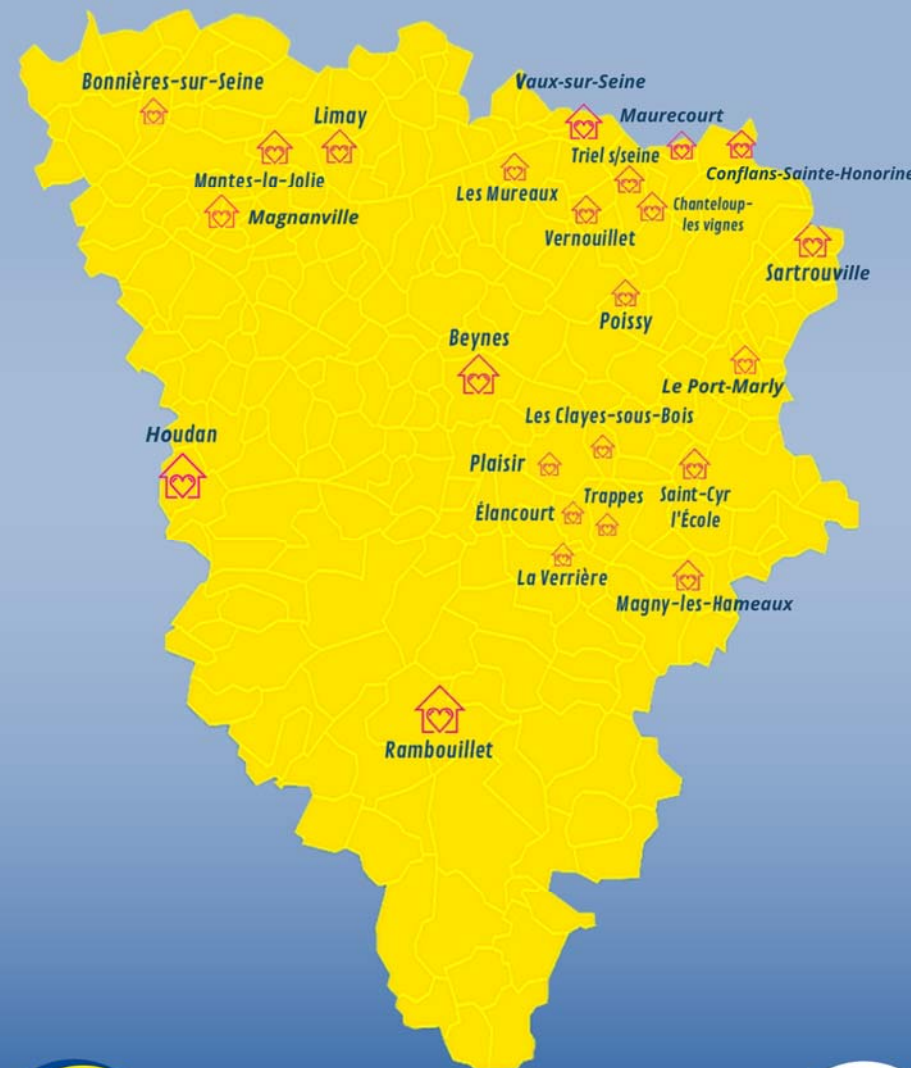 Vaux-sur-Seine
Bonnières-sur-Seine
Limay
Maurecourt
Triel s/seine
Conflans-Sainte-Honorine
Mantes-la-Jolie
Les Mureaux
Magnanville
Chanteloup-
les vignes
Vernouillet
Sartrouville
Poissy
Beynes
Le Port-Marly
Les Clayes-sous-Bois
Houdan
Plaisir
Trappes
Saint-Cyr
l'École
Élancourt
La Verrière
Magny-les-Hameaux
Rambouillet